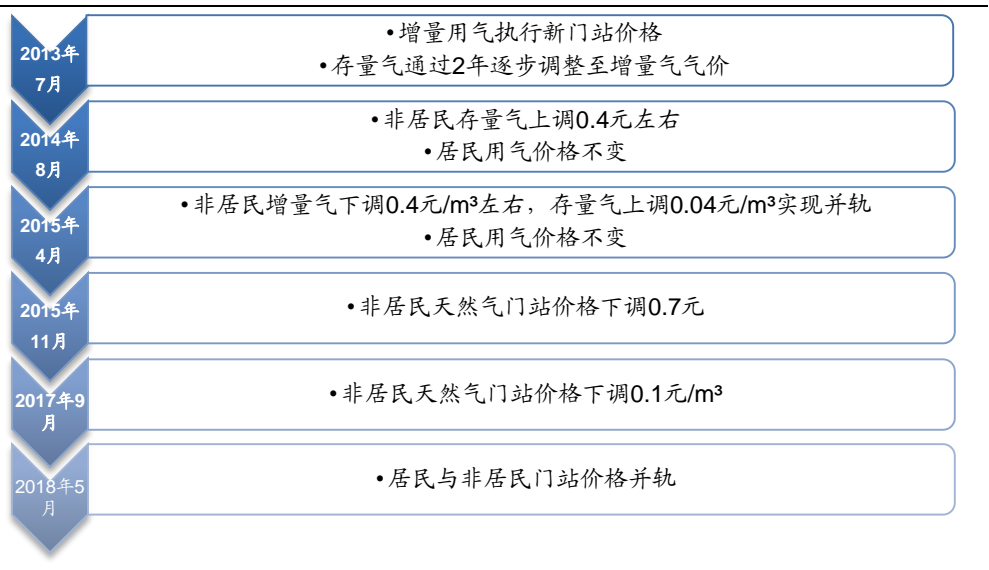 2013年
7月
•增量用气执行新门站价格
•存量气通过2年逐步调整至增量气气价
2014年
8月
•非居民存量气上调0.4元左右
•居民用气价格不变
2015年
4月
•非居民增量气下调0.4元/m³左右，存量气上调0.04元/m³实现并轨
•居民用气价格不变
2015年
11月
•非居民天然气门站价格下调0.7元
2017年9
月
•非居民天然气门站价格下调0.1元/m³
2018年5
月
•居民与非居民门站价格并轨